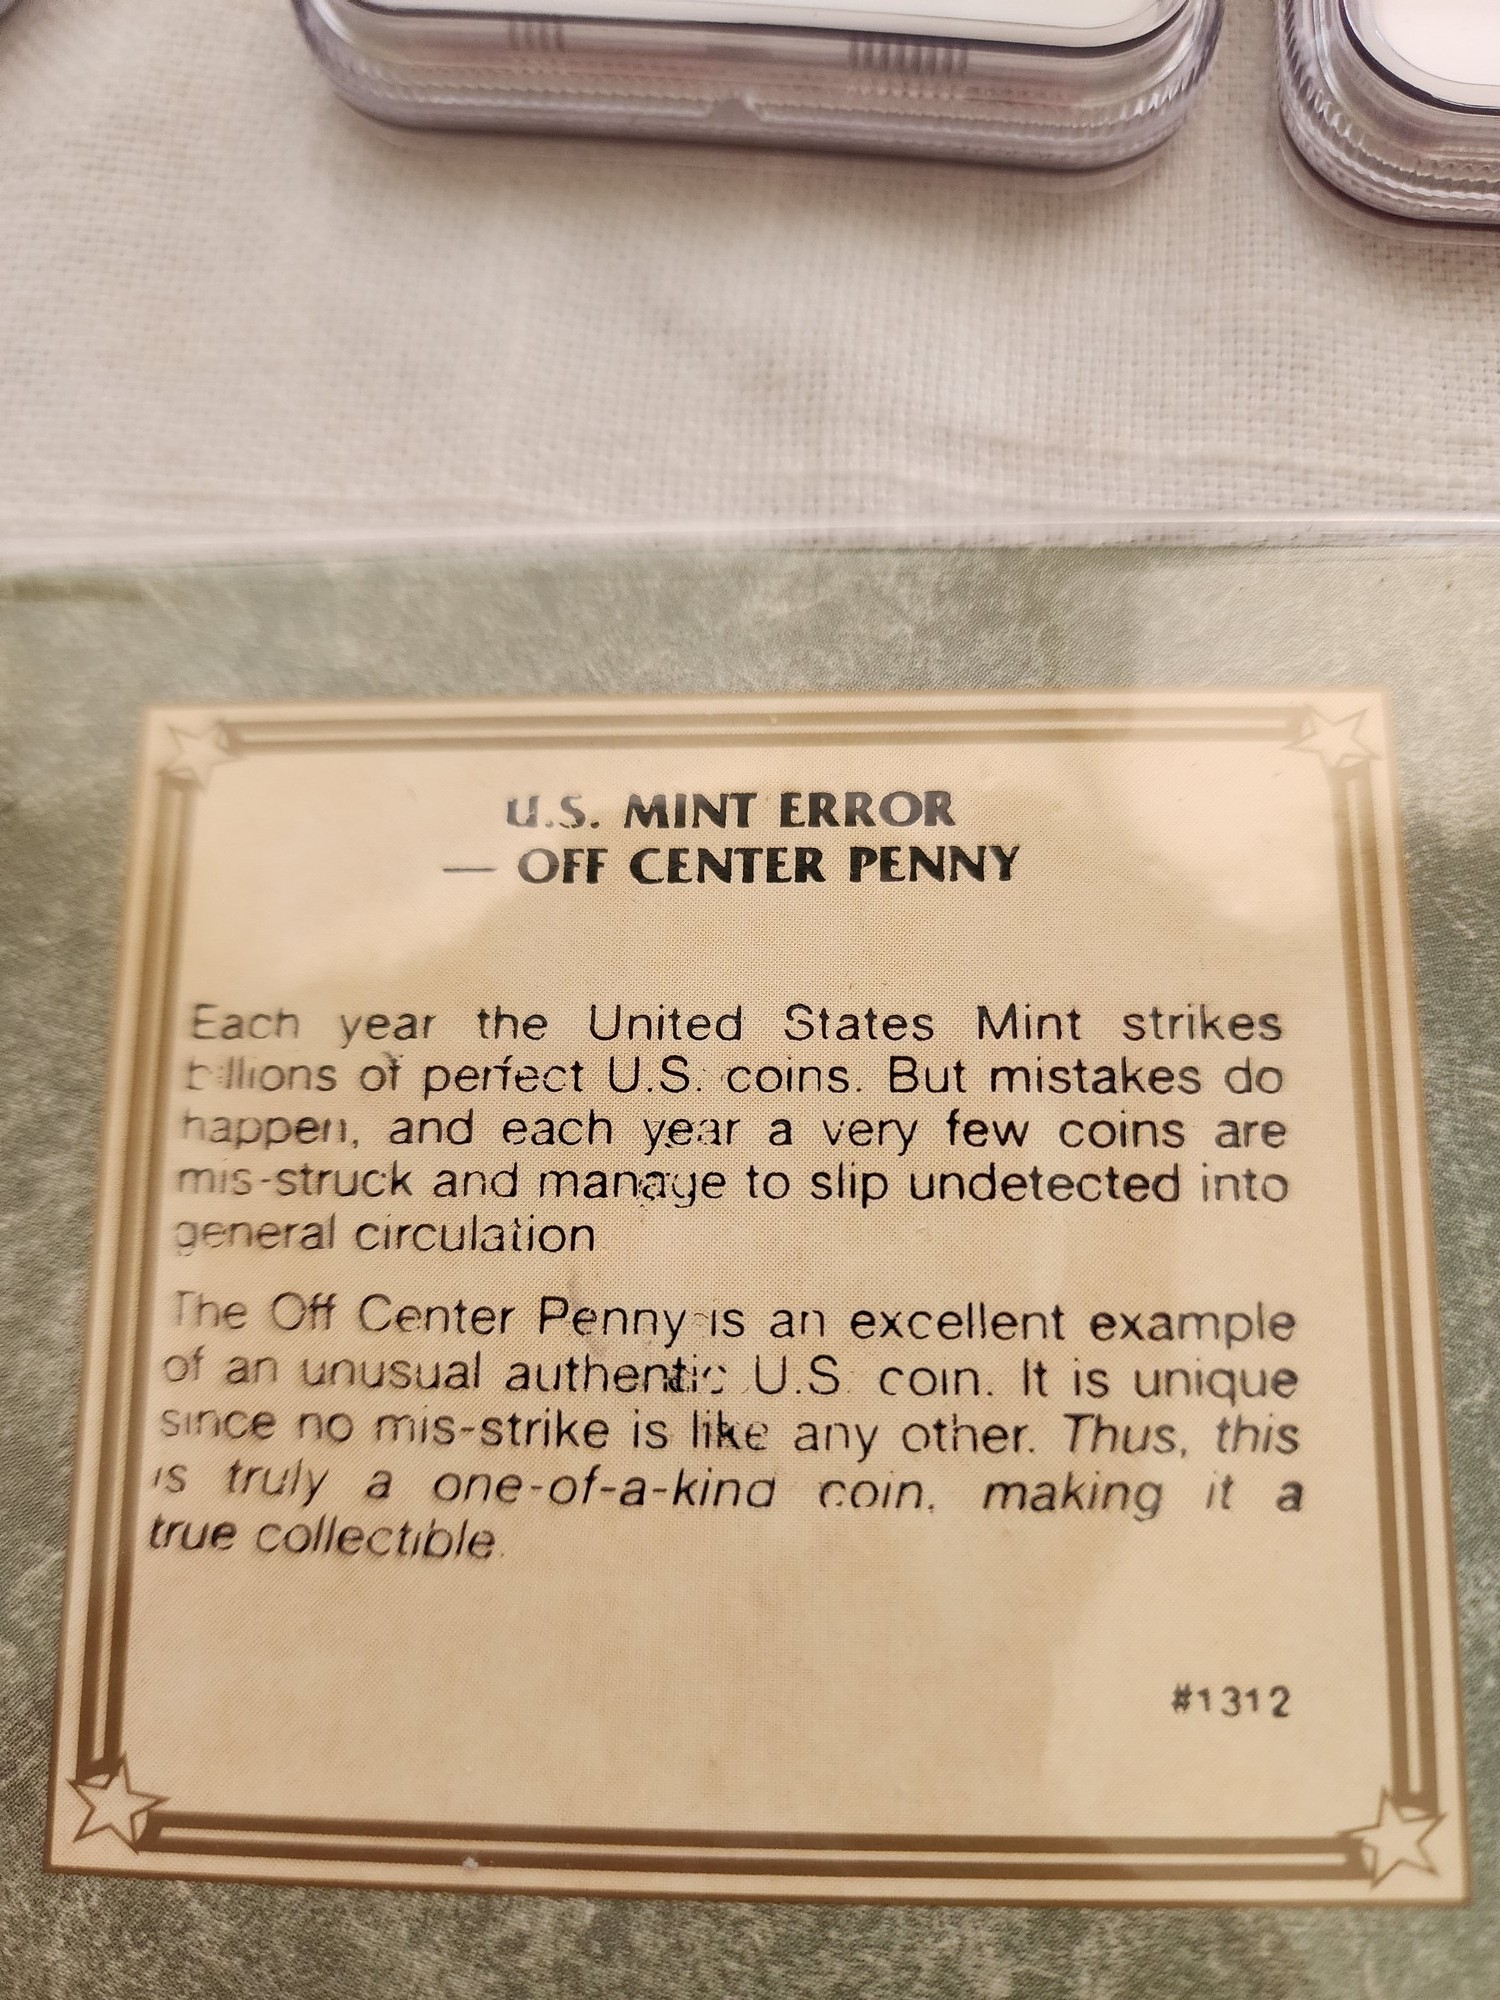 U.S. MINT ERROR
— OFF CENTER PENNY
Each year the United States Mint strikes
billions of perfect U.S. coins. But mistakes do
happen, and each year a very few coins are
mis-struck and manage to slip undetected into
general circulation
The Off Center Penny is an excellent example
of an unusual authentic U.S. coin. It is unique
since no mis-strike is like any other. Thus, this
is truly a one-of-a-kind coin, making it a
true collectible.
#1312